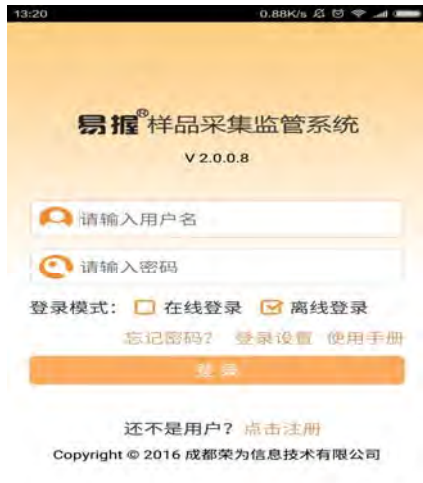 13:20 0.88K/s
易握®样品采集监管系统
V 2.0.0.8
请输入用户名
请输入密码
登录模式： 在线登录 离线登录
忘记密码？ 登录设置 使用手册
登录
还不是用户？点击注册
Copyright © 2016 成都荣为信息技术有限公司